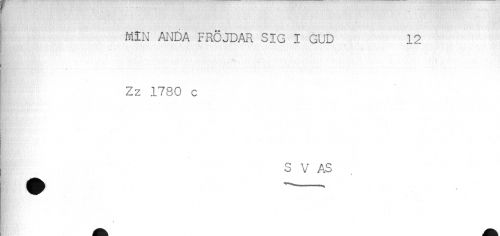 MIN ANDA FRÖJDAR SIG I GUD 12
Zz 1780 c
S V AS